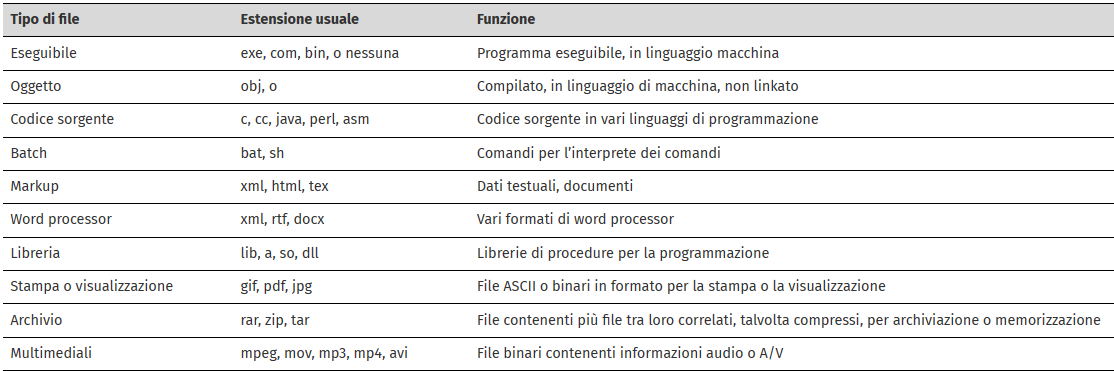 Tipo di file Estensione usuale Funzione
Eseguibile exe, com, bin, o nessuna Programma eseguibile, in linguaggio macchina
Oggetto obj, o Compilato, in linguaggio di macchina, non linkato
Codice sorgente c, cc, java, perl, asm Codice sorgente in vari linguaggi di programmazione
Batch bat, sh Comandi per l’interprete dei comandi
Markup xml, html, tex Dati testuali, documenti
Word processor xml, rtf, docx Vari formati di word processor
Libreria lib, a, so, dll Librerie di procedure per la programmazione
Stampa o visualizzazione gif, pdf, jpg File ASCII o binari in formato per la stampa o la visualizzazione
Archivio rar, zip, tar File contenenti più file tra loro correlati, talvolta compressi, per archiviazione o memorizzazione
Multimediali mpeg, mov, mp3, mp4, avi File binari contenenti informazioni audio o A/V